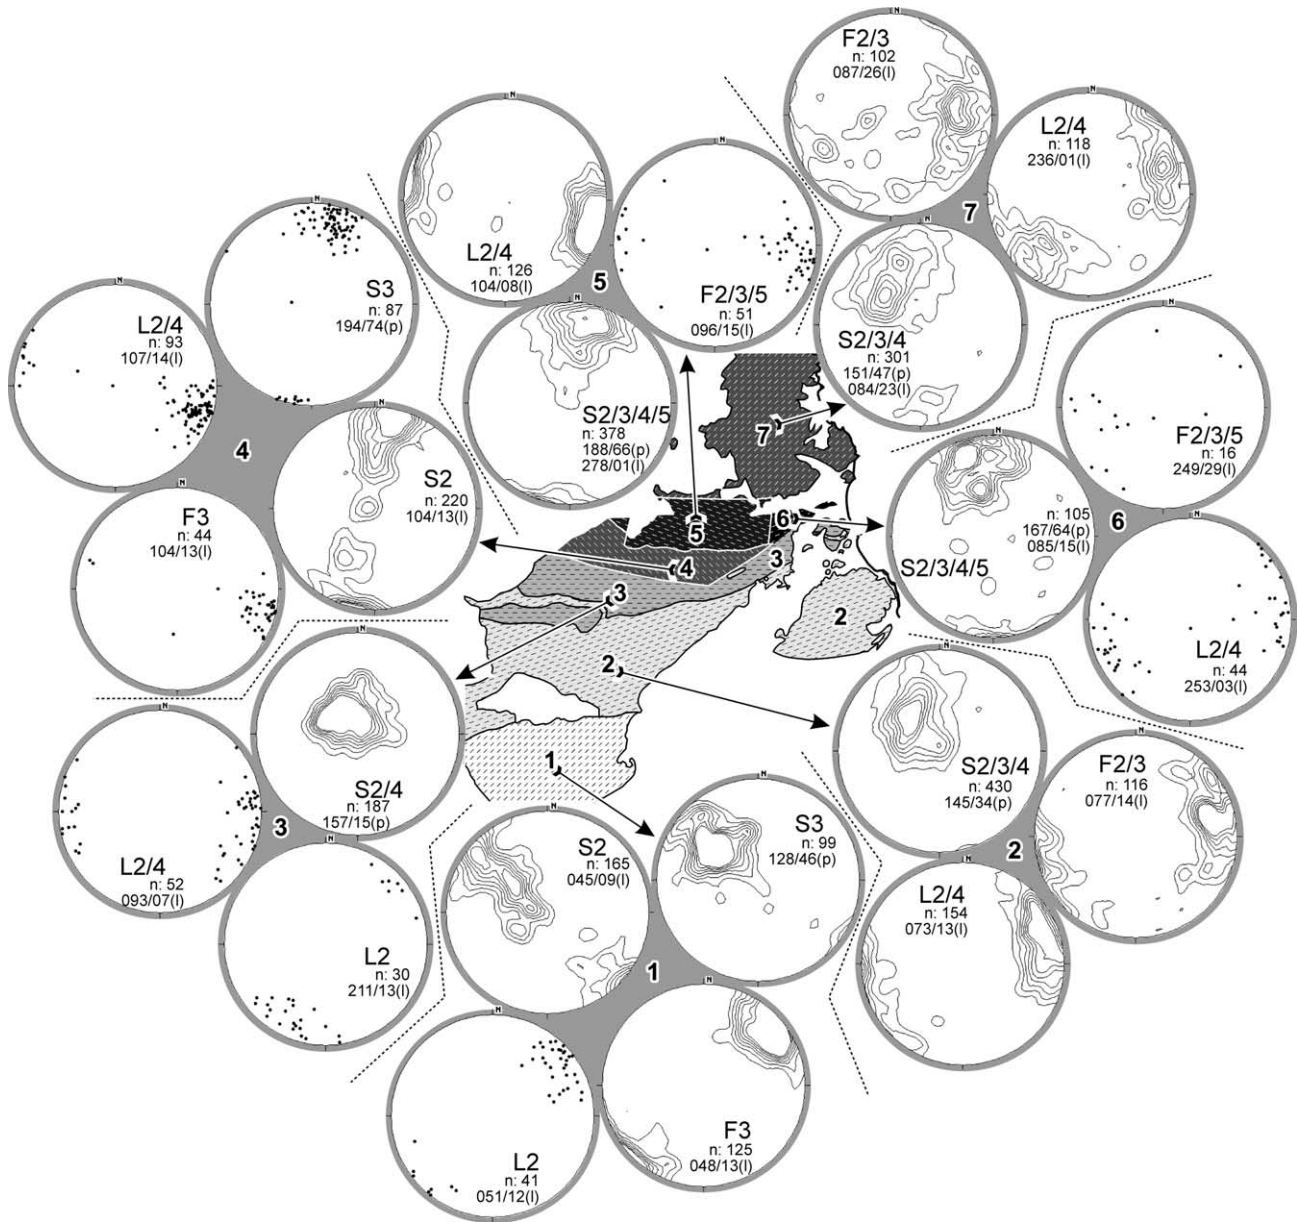 N
F2/3
n: 102
087/26(l)
N
L2/4
n: 118
236/01(l)
7
N
S2/3/4
n: 301
151/47(p)
084/23(l)
N
L2/4
n: 126
104/08(l)
5
N
F2/3/5
n: 51
096/15(l)
N
S2/3/4/5
n: 378
188/66(p)
278/01(l)
N
S3
n: 87
194/74(p)
N
L2/4
n: 93
107/14(l)
4
N
S2
n: 220
104/13(l)
N
F3
n: 44
104/13(l)
N
F2/3/5
n: 16
249/29(l)
N
n: 105
167/64(p)
085/15(l)
S2/3/4/5
6
N
L2/4
n: 44
253/03(l)
7
5
6
3
4
3
2
2
1
N
S2/4
n: 187
157/15(p)
N
L2/4
n: 52
093/07(l)
3
N
L2
n: 30
211/13(l)
N
S2/3/4
n: 430
145/34(p)
N
F2/3
n: 116
077/14(l)
2
N
L2/4
n: 154
073/13(l)
N
S2
n: 165
045/09(l)
N
S3
n: 99
128/46(p)
1
N
L2
n: 41
051/12(l)
N
F3
n: 125
048/13(l)